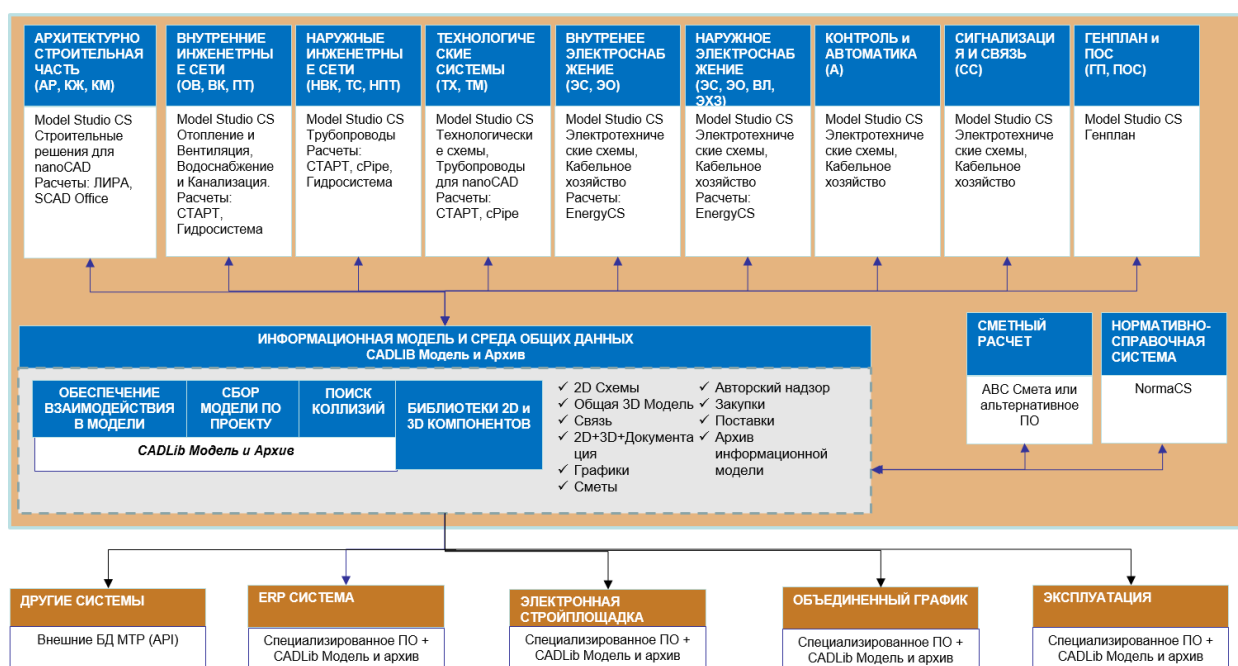 АРХИТЕКТУРНО
СТРОИТЕЛЬНАЯ
ЧАСТЬ
(АР, КЖ, КМ)
Model Studio CS
Строительные
решения для
nanoCAD
Расчеты: ЛИРА,
SCAD Office
ВНУТРЕННИЕ
ИНЖЕНЕТРНЫ
Е СЕТИ
(ОВ, ВК, ПТ)
Model Studio CS
Отопление и
Вентиляция,
Водоснабжение
и Канализация.
Расчеты:
СТАРТ,
Гидросистема
НАРУЖНЫЕ
ИНЖЕНЕТРНЫ
Е СЕТИ
(НВК, ТС, НПТ)
Model Studio CS
Трубопроводы
Расчеты:
СТАРТ, cPipe,
Гидросистема
ТЕХНОЛОГИЧЕ
СКИЕ
СИСТЕМЫ
(ТХ, ТМ)
Model Studio CS
Технологически
е схемы,
Трубопроводы
для nanoCAD
Расчеты:
СТАРТ, cPipe
ВНУТРЕНЕЕ
ЭЛЕКТРОСНАБ
ЖЕНИЕ
(ЭС, ЭО)
Model Studio CS
Электротехниче
ские схемы,
Кабельное
хозяйство
Расчеты:
EnergyCS
НАРУЖНОЕ
ЭЛЕКТРОСНАБ
ЖЕНИЕ
(ЭС, ЭО, ВЛ,
ЭХЗ)
Model Studio CS
Электротехниче
ские схемы,
Кабельное
хозяйство
Расчеты:
EnergyCS
КОНТРОЛЬ и
АВТОМАТИКА
(А)
Model Studio CS
Электротехниче
ские схемы,
Кабельное
хозяйство
СИГНАЛИЗАЦИ
Я И СВЯЗЬ
(СС)
Model Studio CS
Электротехниче
ские схемы,
Кабельное
хозяйство
ГЕНПЛАН и
ПОС
(ГП, ПОС)
Model Studio CS
Генплан
ИНФОРМАЦИОННАЯ МОДЕЛЬ И СРЕДА ОБЩИХ ДАННЫХ
CADLIB Модель и Архив
ОБЕСПЕЧЕНИЕ
ВЗАИМОДЕЙСТВИЯ
В МОДЕЛИ
СБОР
МОДЕЛИ ПО
ПРОЕКТУ
ПОИСК
КОЛЛИЗИЙ
CADLib Модель и Архив
БИБЛИОТЕКИ 2D и
3D КОМПОНЕНТОВ
✓ 2D Схемы
✓ Общая 3D Модель
✓ Связь
✓ 2D+3D+Документа
ция
✓ Графики
✓ Сметы
✓ Авторский надзор
✓ Закупки
✓ Поставки
✓ Архив
информационной
модели
СМЕТНЫЙ
РАСЧЕТ
АВС Смета или
альтернативное
ПО
НОРМАТИВНО-
СПРАВОЧНАЯ
СИСТЕМА
NormaCS
ДРУГИЕ СИСТЕМЫ
Внешние БД МТР (API)
ERP СИСТЕМА
Специализированное ПО +
CADLib Модель и архив
ЭЛЕКТРОННАЯ
СТРОЙПЛОЩАДКА
Специализированное ПО +
CADLib Модель и архив
ОБЪЕДИНЕННЫЙ ГРАФИК
Специализированное ПО +
CADLib Модель и архив
ЭКСПЛУАТАЦИЯ
Специализированное ПО +
CADLib Модель и архив